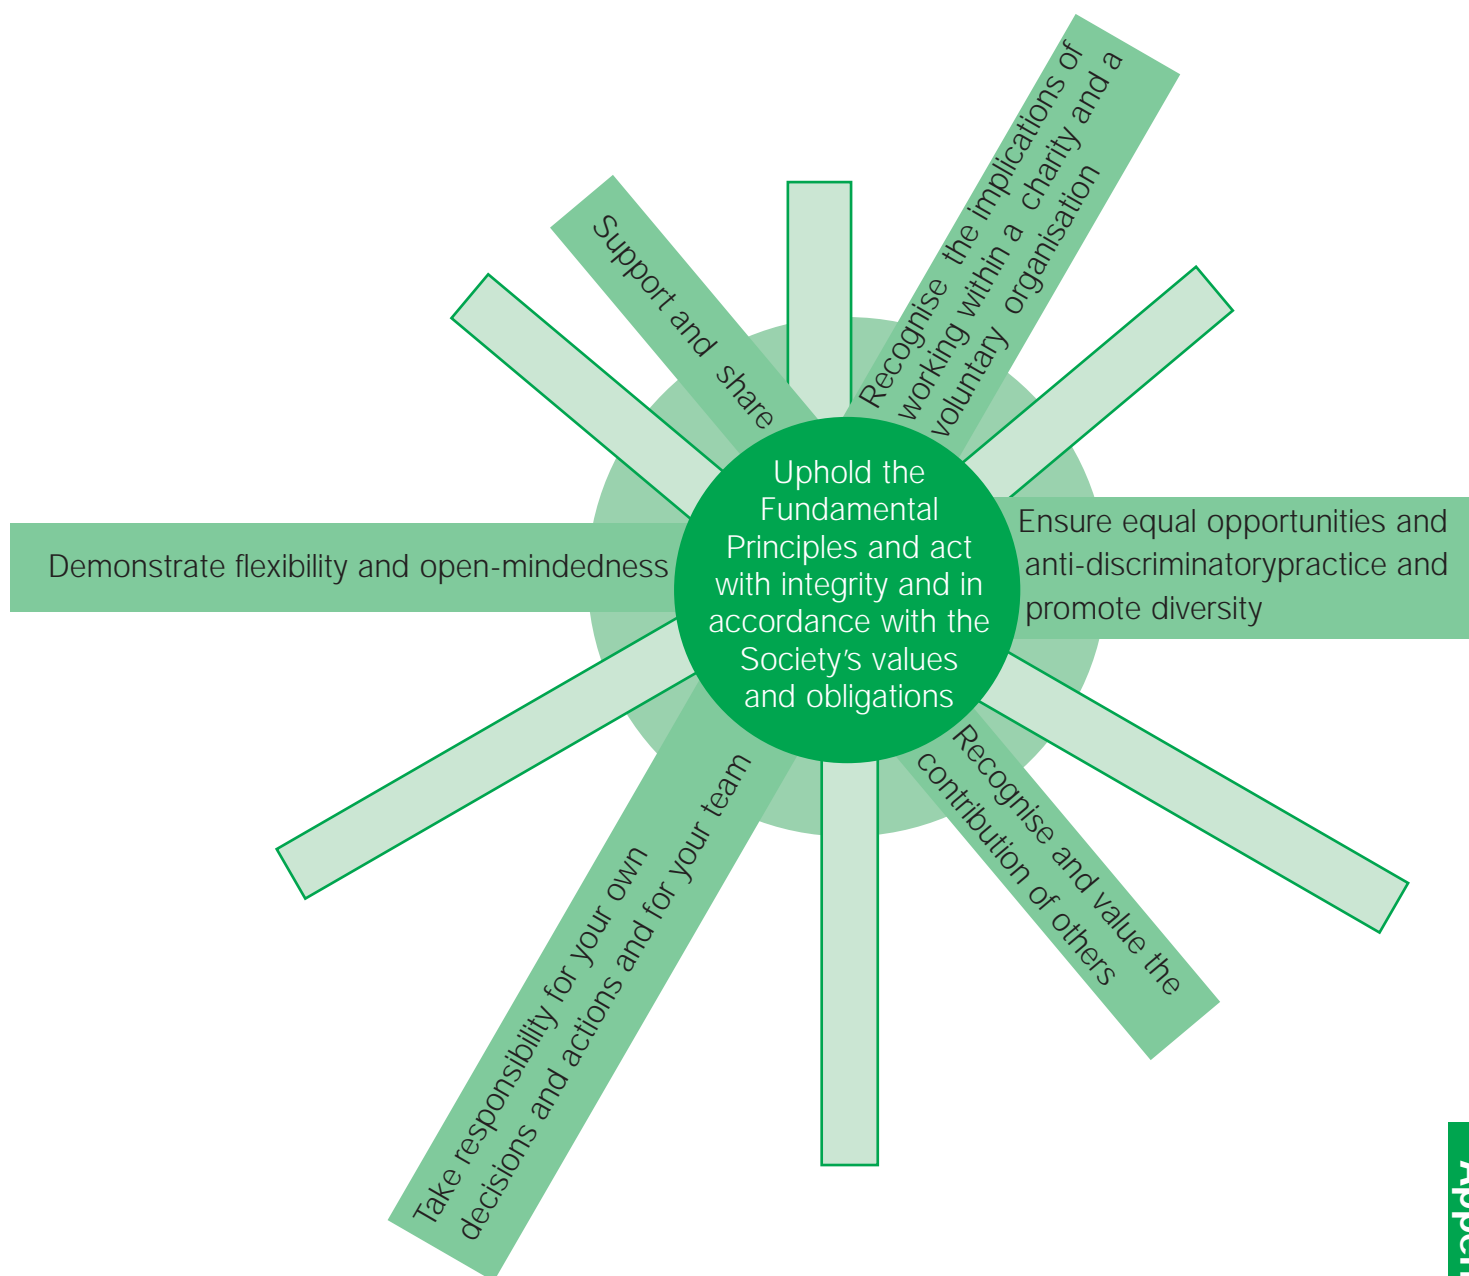 Recognise the implications of
working within a charity and a
voluntary organisation
Support and share
Uphold the
Fundamental
Principles and act
with integrity and in
accordance with the
Society's values
and obligations
Demonstrate flexibility and open-mindedness
Ensure equal opportunities and
anti-discriminatorypractice and
promote diversity
Take responsibility for your own
decisions and actions and for your team
Recognise and value the
contribution of others